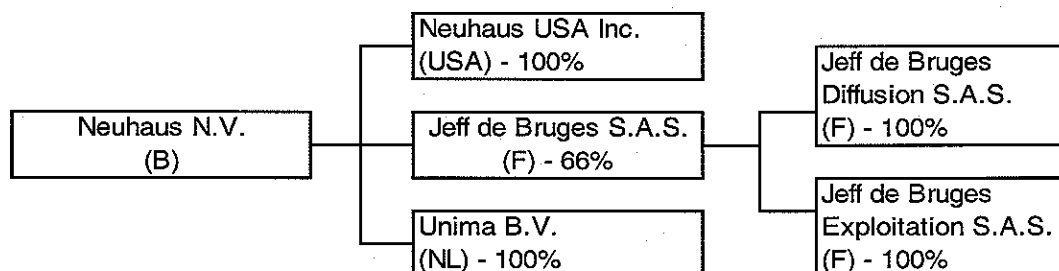 Neuhaus N.V.
(B)
Neuhaus USA Inc.
(USA) - 100%
Jeff de Bruges S.A.S.
(F) - 66%
Unima B.V.
(NL) - 100%
Jeff de Bruges
Diffusion S.A.S.
(F) - 100%
Jeff de Bruges
Exploitation S.A.S.
(F) - 100%